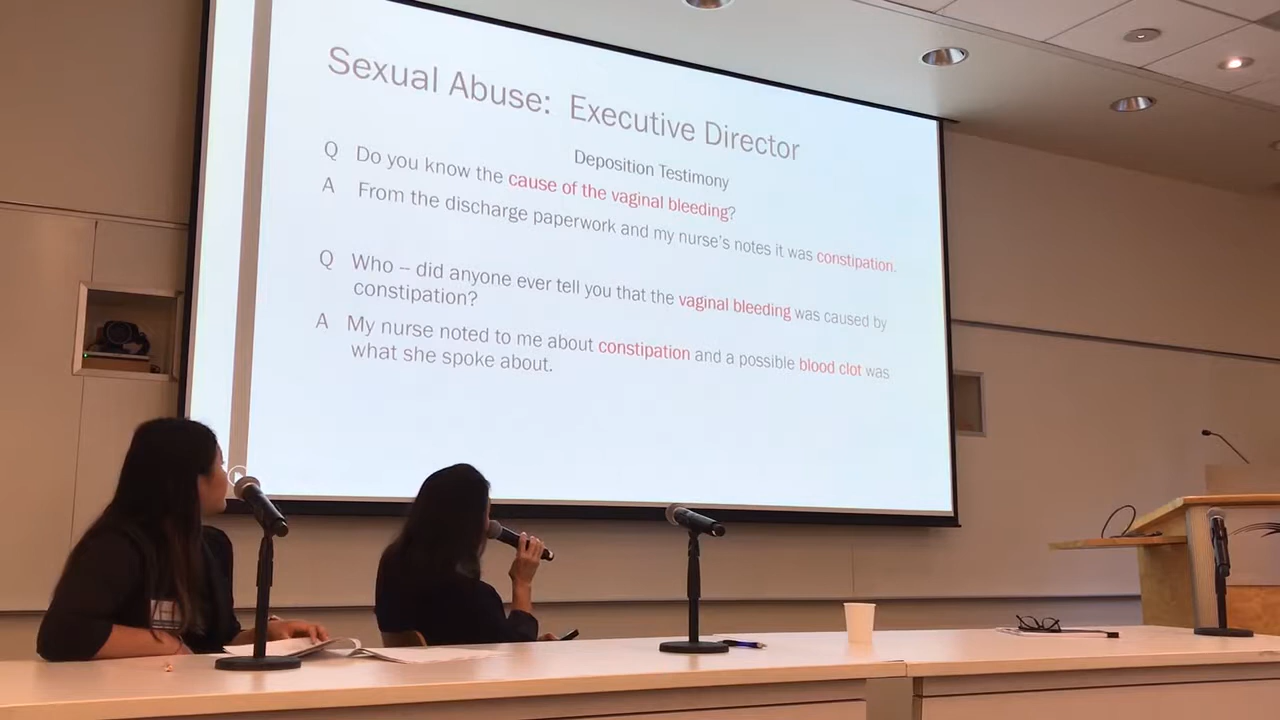 Sexual Abuse: Executive Director
Deposition Testimony
Q Do you know the cause of the vaginal bleeding?
A From the discharge paperwork and my nurse's notes it was constipation.
Q Who – did anyone ever tell you that the vaginal bleeding was caused by
constipation?
A My nurse noted to me about constipation and a possible blood clot was
what she spoke about.